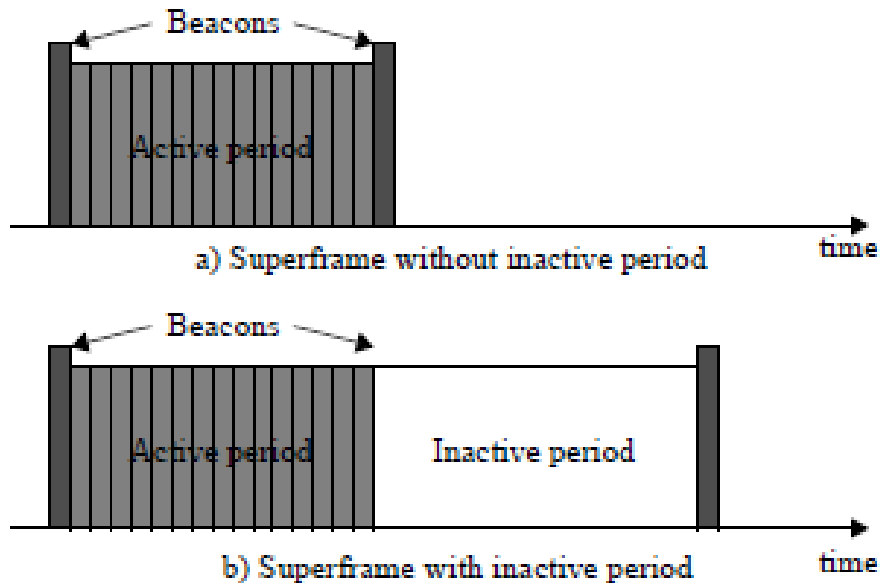 Beacons
Active period
time
a) Superframe without inactive period
Beacons
Active period
Inactive period
time
b) Superframe with inactive period